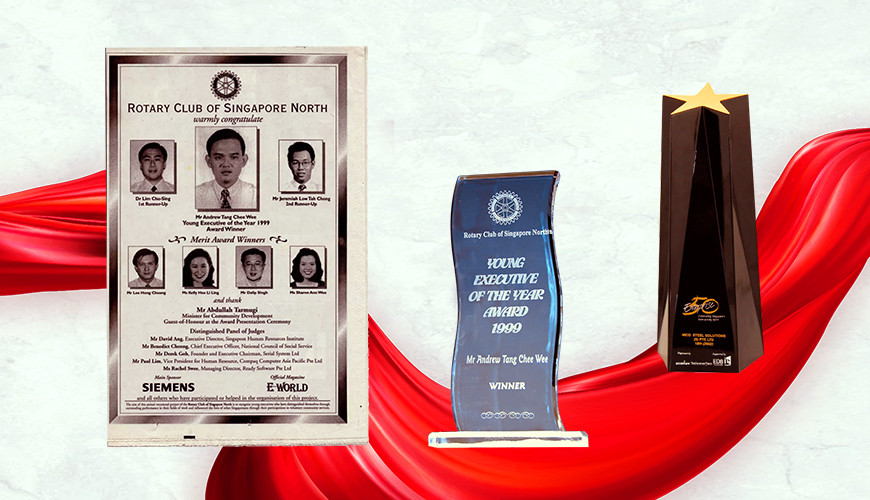 ROTARY CLUB OF SINGAPORE NORTH
warmly congratulate
Dr Lim Cho-Sing
1st Runner-Up
Mr Andrew Tang Chee Wee
Young Executive of the Year 1999
Award Winner
Mr Jeremiah Low Tah Chong
2nd Runner-Up
Merit Award Winners
Mr Lee Hong Chuang
Ms Kelly Hoe Li Ling
Mr Dalip Singh
Ms Sharon Ann Wee
and thank
Mr Abdullah Tarmugi
Minister for Community Development
Guest-of-Honour at the Award Presentation Ceremony
Distinguished Panel of Judges
Mr David Ang, Executive Director, Singapore Human Resources Institute
Mr Benedict Cheong, Chief Executive Officer, National Council of Social Service
Mr Derek Goh, Founder and Executive Chairman, Serial System Ltd
Mr Paul Lim, Vice President for Human Resource, Compaq Computer Asia Pacific Pte Ltd
Ms Rachel Swee, Managing Director, Ready Software Pte Ltd
Main Sponsor
SIEMENS
Official Magazine
E-WORLD
and all others who have participated or helped in the organisation of this project.
Rotary Club of Singapore North
YOUNG
EXECUTIVE
OF THE YEAR
AWARD
1999
Mr Andrew Tang Chee Wee
WINNER
50
STEEL SOLUTIONS
(S) PTE LTD